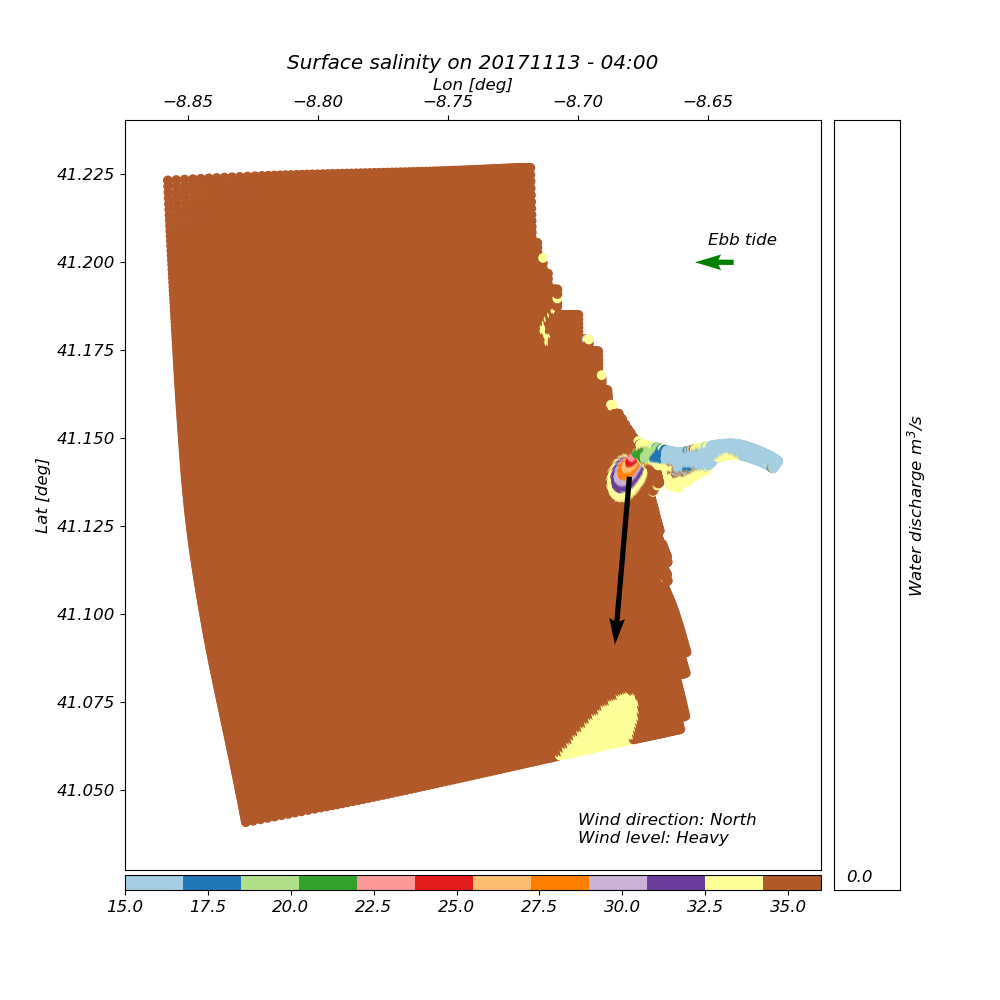 Surface salinity on 20171113 - 04:00
Lon [deg]
−8.85 −8.80 −8.75 −8.70 −8.65
41.225
41.200
41.175
41.150
41.125
41.100
41.075
41.050
Lat [deg]
Ebb tide
Wind direction: North
Wind level: Heavy
15.0 17.5 20.0 22.5 25.0 27.5 30.0 32.5 35.0
0.0
Water discharge m³/s